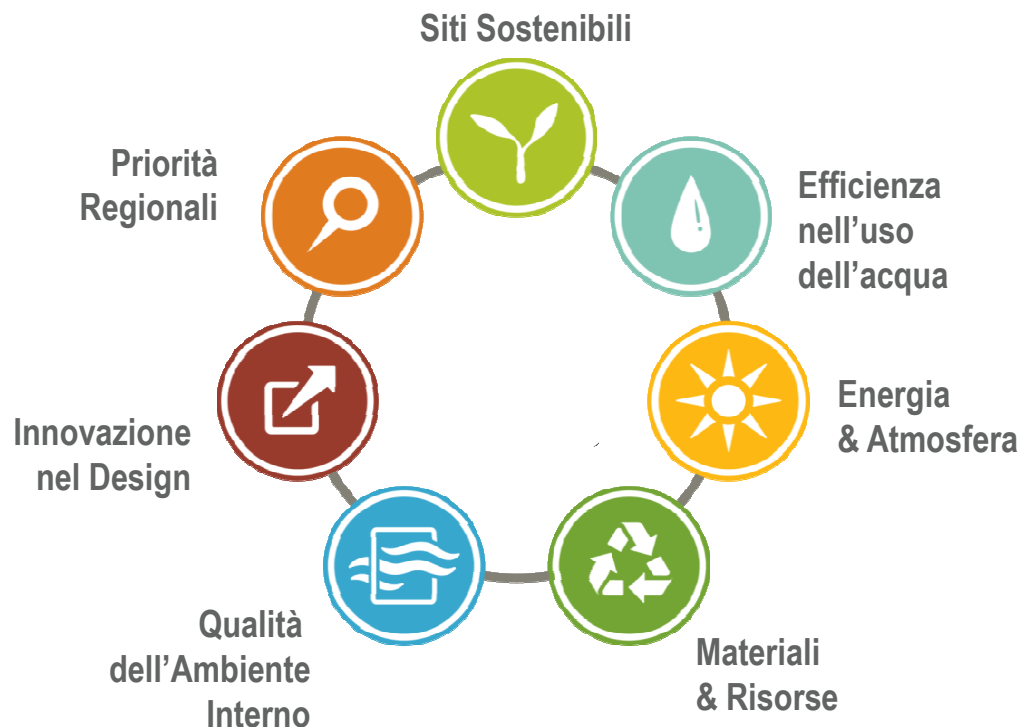 Siti Sostenibili
Priorità
Regionali
Efficienza
nell’uso
dell’acqua
Energia
& Atmosfera
Innovazione
nel Design
Qualità
dell’Ambiente
Interno
Materiali
& Risorse